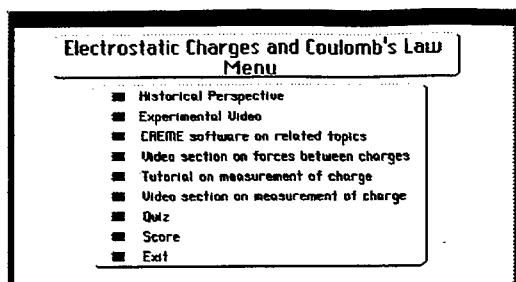 Electrostatic Charges and Coulomb's Law
Menu
Historical Perspective
Experimental Video
CAEME software on related topics
Video section on forces between charges
Tutorial on measurement of charge
Video section on measurement of charge
Quiz
Score
Exit